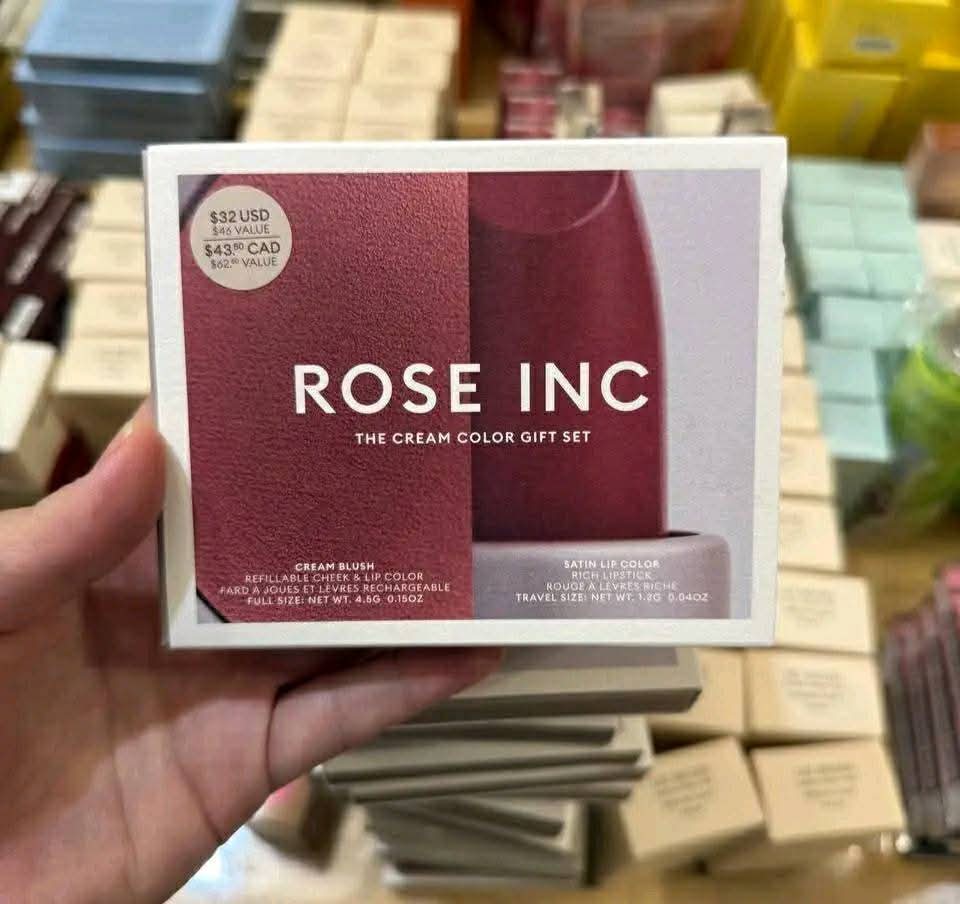 $32 USD
$46 VALUE
$43.50 CAD
$62.50 VALUE
ROSE INC
THE CREAM COLOR GIFT SET
CREAM BLUSH
REFILLABLE CHEEK & LIP COLOR
FARD A JOUES ET LÈVRES RECHARGEABLE
FULL SIZE: NET WT. 4.5G 0.15OZ
SATIN LIP COLOR
RICH LIPSTICK
ROUGE À LÈVRES RICHE
TRAVEL SIZE: NET WT. 1.2G 0.04OZ